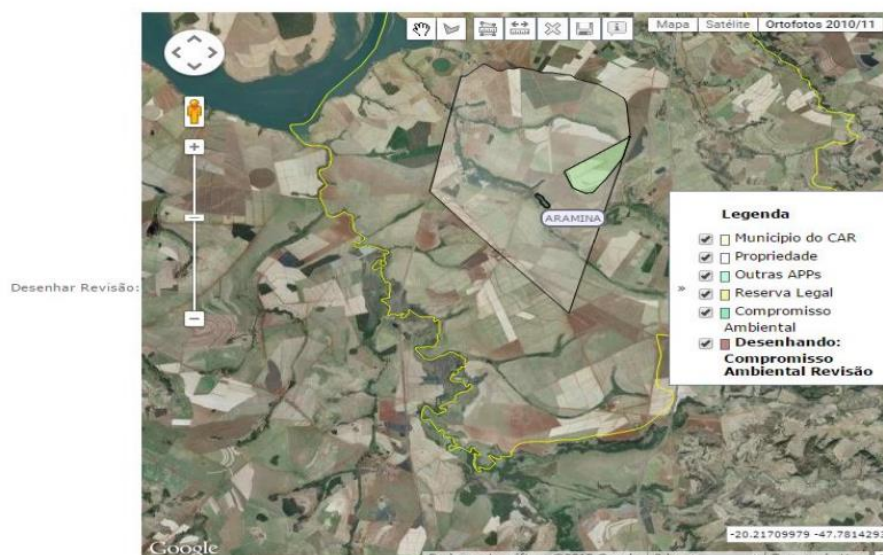 Mapa Satélite Ortofotos 2010/11
ARAMINA
Desenhar Revisão:
»
Legenda
Municipio do CAR
Propriedade
Outras APPs
Reserva Legal
Compromisso
Ambiental
Desenhando:
Compromisso
Ambiental Revisão
-20.21709979 -47.7814293
Google